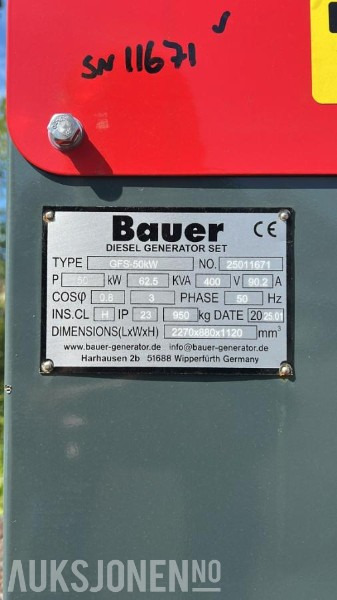 SN 11671
Bauer CE
DIESEL GENERATOR SET
TYPE GFS-50kW NO. 25011671
P 50 kW 62.5 KVA 400 V 90.2 A
COSφ 0.8 3 PHASE 50 Hz
INS.CL H IP 23 950 kg DATE 2025.01
DIMENSIONS(LxWxH) 2270x880x1120 mm³
www.bauer-generator.de info@bauer-generator.de
Harhausen 2b 51688 Wipperfürth Germany
AUKSJONEN.NO